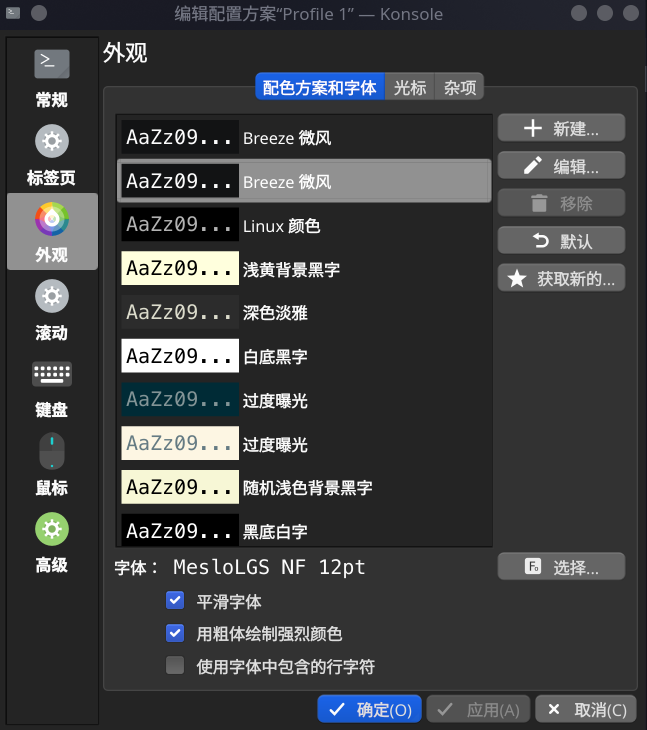 编辑配置方案“Profile 1” — Konsole
常规
标签页
外观
滚动
键盘
鼠标
高级
外观
配色方案和字体
光标
杂项
AaZz09... Breeze 微风
AaZz09... Breeze 微风
AaZz09... Linux 颜色
AaZz09... 浅黄背景黑字
AaZz09... 深色淡雅
AaZz09... 白底黑字
AaZz09... 过度曝光
AaZz09... 过度曝光
AaZz09... 随机浅色背景黑字
AaZz09... 黑底白字
新建...
编辑...
移除
默认
获取新的...
字体： MesloLGS NF 12pt
选择...
平滑字体
用粗体绘制强烈颜色
使用字体中包含的行字符
确定(O)
应用(A)
取消(C)